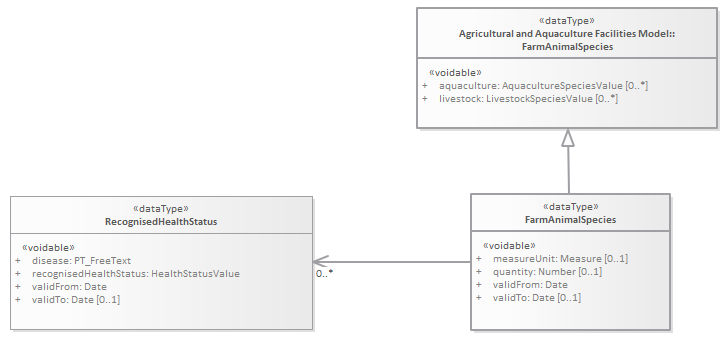 «dataType»
Agricultural and Aquaculture Facilities Model::
FarmAnimalSpecies
«voidable»
+ aquaculture: AquacultureSpeciesValue [0..*]
+ livestock: LivestockSpeciesValue [0..*]
«dataType»
RecognisedHealthStatus
«voidable»
+ disease: PT_FreeText
+ recognisedHealthStatus: HealthStatusValue
+ validFrom: Date
+ validTo: Date [0..1]
0..*
«dataType»
FarmAnimalSpecies
«voidable»
+ measureUnit: Measure [0..1]
+ quantity: Number [0..1]
+ validFrom: Date
+ validTo: Date [0..1]